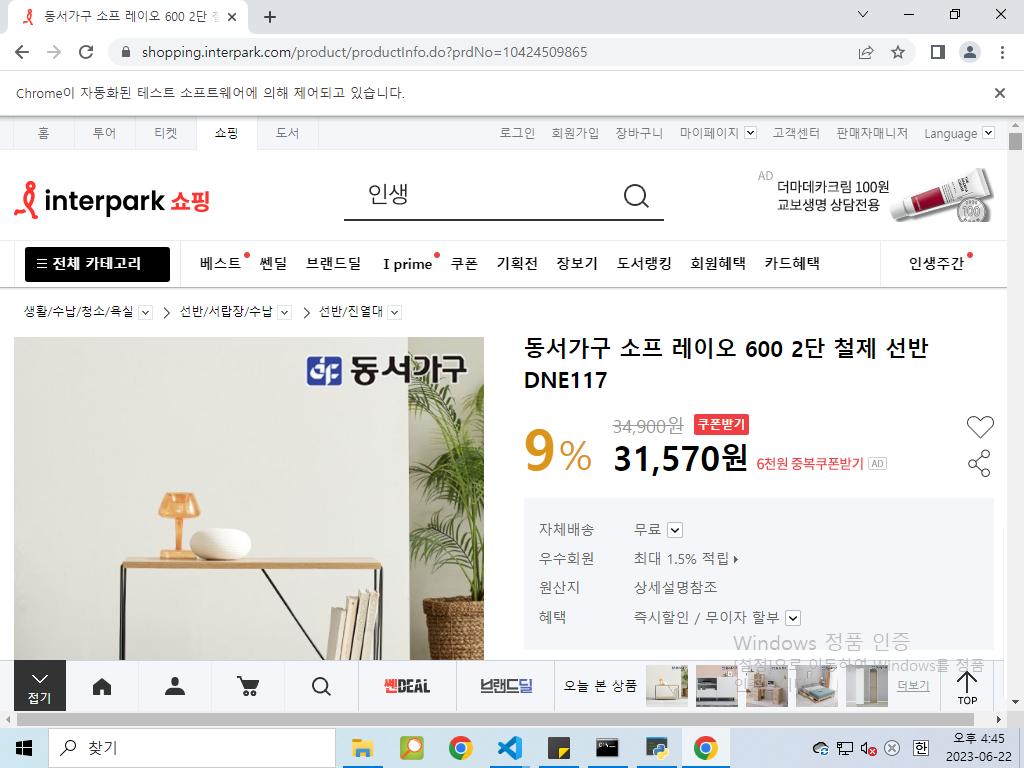 동서가구 소프 레이오 600 2단 철
shopping.interpark.com/product/productInfo.do?prdNo=10424509865
Chrome이 자동화된 테스트 소프트웨어에 의해 제어되고 있습니다.
홈 투어 티켓 쇼핑 도서 로그인 회원가입 장바구니 마이페이지 고객센터 판매자매니저 Language
interpark 쇼핑
인생
AD
더마데카크림 100원
교보생명 상담전용
전체 카테고리 베스트 쎈딜 브랜드딜 I prime 쿠폰 기획전 장보기 도서랭킹 회원혜택 카드혜택 인생주간
생활/수납/청소/욕실 선반/서랍장/수납 선반/진열대
동서가구
동서가구 소프 레이오 600 2단 철제 선반
DNE117
9%
34,900원 쿠폰받기
31,570원 6천원 중복쿠폰받기 AD
자체배송 무료
우수회원 최대 1.5% 적립
원산지 상세설명참조
혜택 즉시할인 / 무이자 할부
Windows 정품 인증
[설정]으로 이동하여 Windows를 정품
접기
쎈DEAL
브랜드딜
오늘 본 상품
더보기
TOP
찾기
한
오후 4:45
2023-06-22